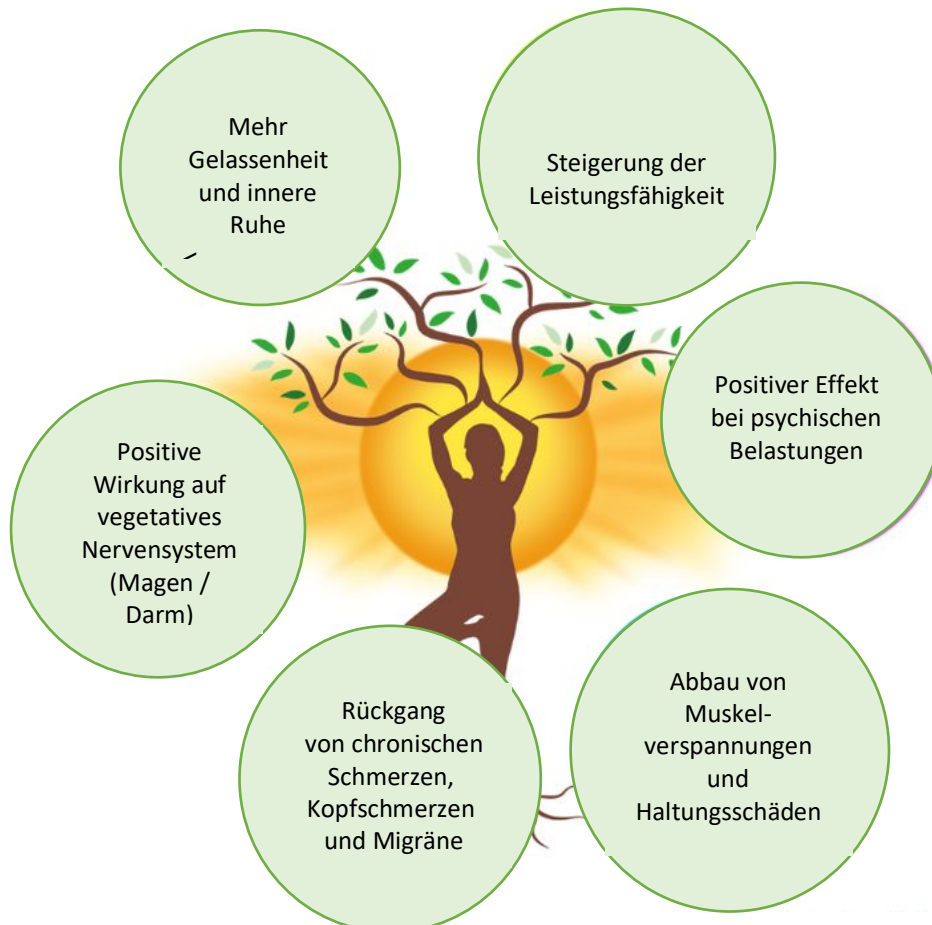 Mehr
Gelassenheit
und innere
Ruhe
Steigerung der
Leistungsfähigkeit
Positiver Effekt
bei psychischen
Belastungen
Positive
Wirkung auf
vegetatives
Nervensystem
(Magen /
Darm)
Abbau von
Muskel-
verspannungen
und
Haltungsschäden
Rückgang
von chronischen
Schmerzen,
Kopfschmerzen
und Migräne